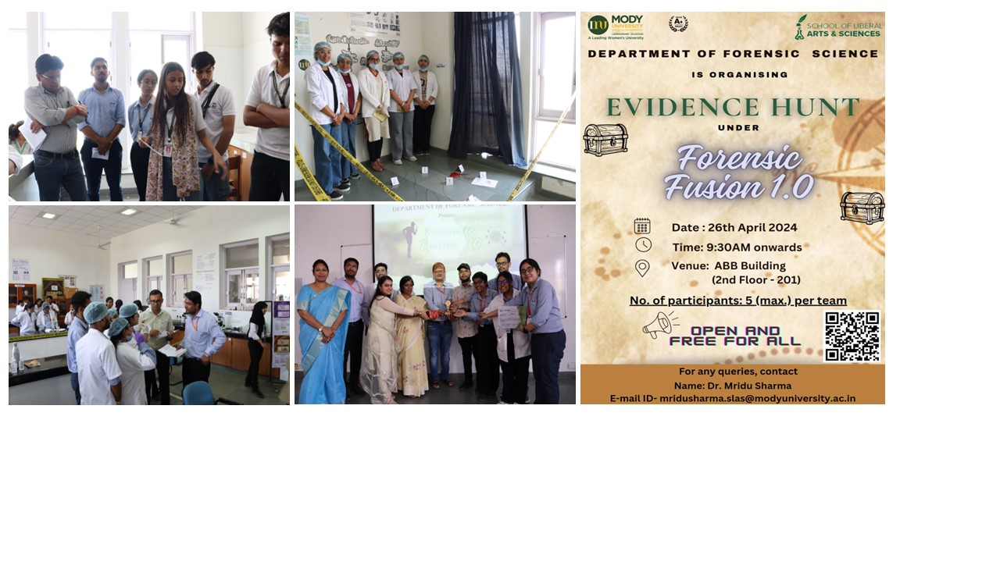 DEPARTMENT OF FORENSIC SCIENCE
Presents
MODY
UNIVERSITY
A Leading Women's University
A+
SCHOOL OF LIBERAL
ARTS & SCIENCES
DEPARTMENT OF FORENSIC SCIENCE
IS ORGANISING
EVIDENCE HUNT
UNDER
Forensic
Fusion 1.0
Date : 26th April 2024
Time: 9:30AM onwards
Venue: ABB Building
(2nd Floor - 201)
No. of participants: 5 (max.) per team
OPEN AND
FREE FOR ALL
For any queries, contact
Name: Dr. Mridu Sharma
E-mail ID- mridusharma.slas@modyuniversity.ac.in